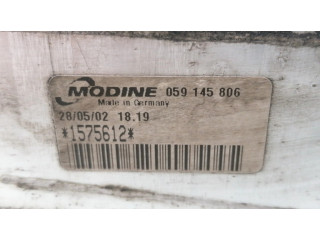 MODINE 059 145 806
Made in Germany
28/05/02 18.19
*1575612*